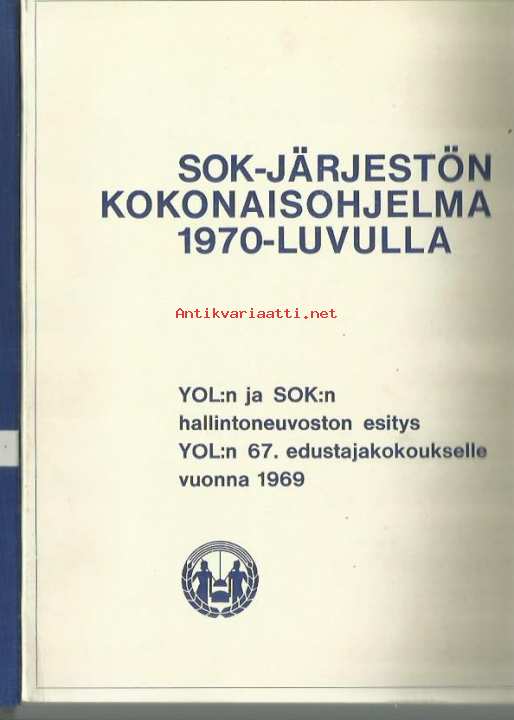 SOK-JÄRJESTÖN
KOKONAISOHJELMA
1970-LUVULLA
Antikvariaatti.net
YOL:n ja SOK:n
hallintoneuvoston esitys
YOL:n 67. edustajakokoukselle
vuonna 1969